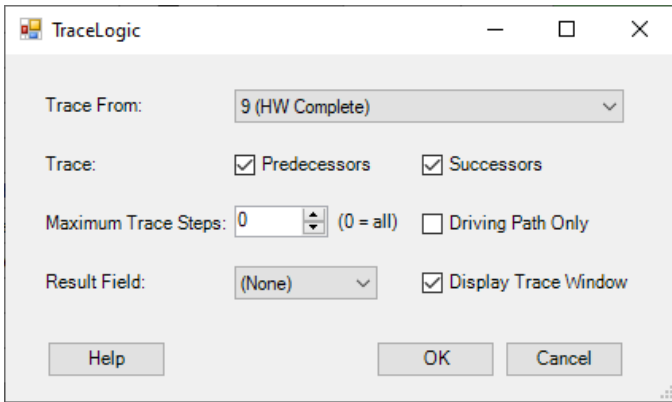 TraceLogic
Trace From: 9 (HW Complete)
Trace: Predecessors Successors
Maximum Trace Steps: 0 (0 = all) Driving Path Only
Result Field: (None) Display Trace Window
Help OK Cancel